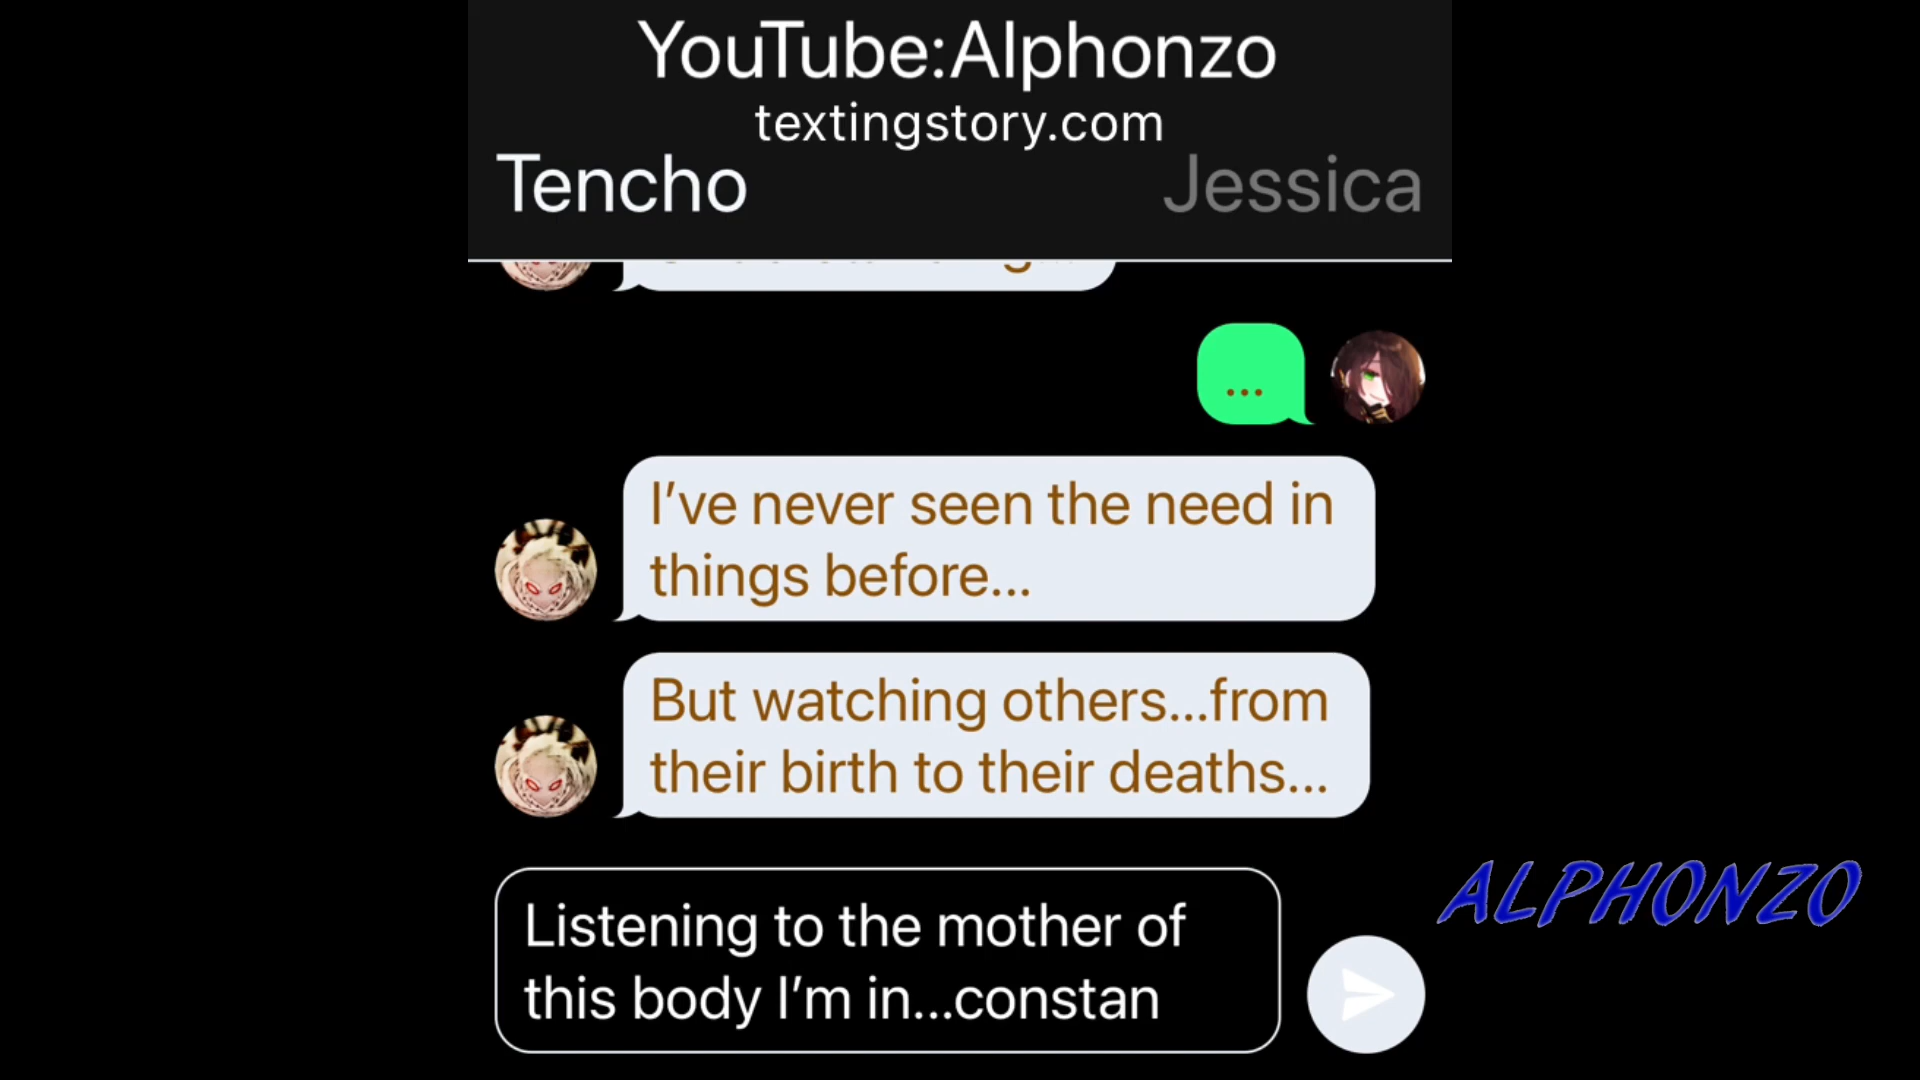 YouTube:Alphonzo
textingstory.com
Tencho
Jessica
...
I've never seen the need in
things before...
But watching others...from
their birth to their deaths...
Listening to the mother of
this body I'm in...constan
ALPHONZO